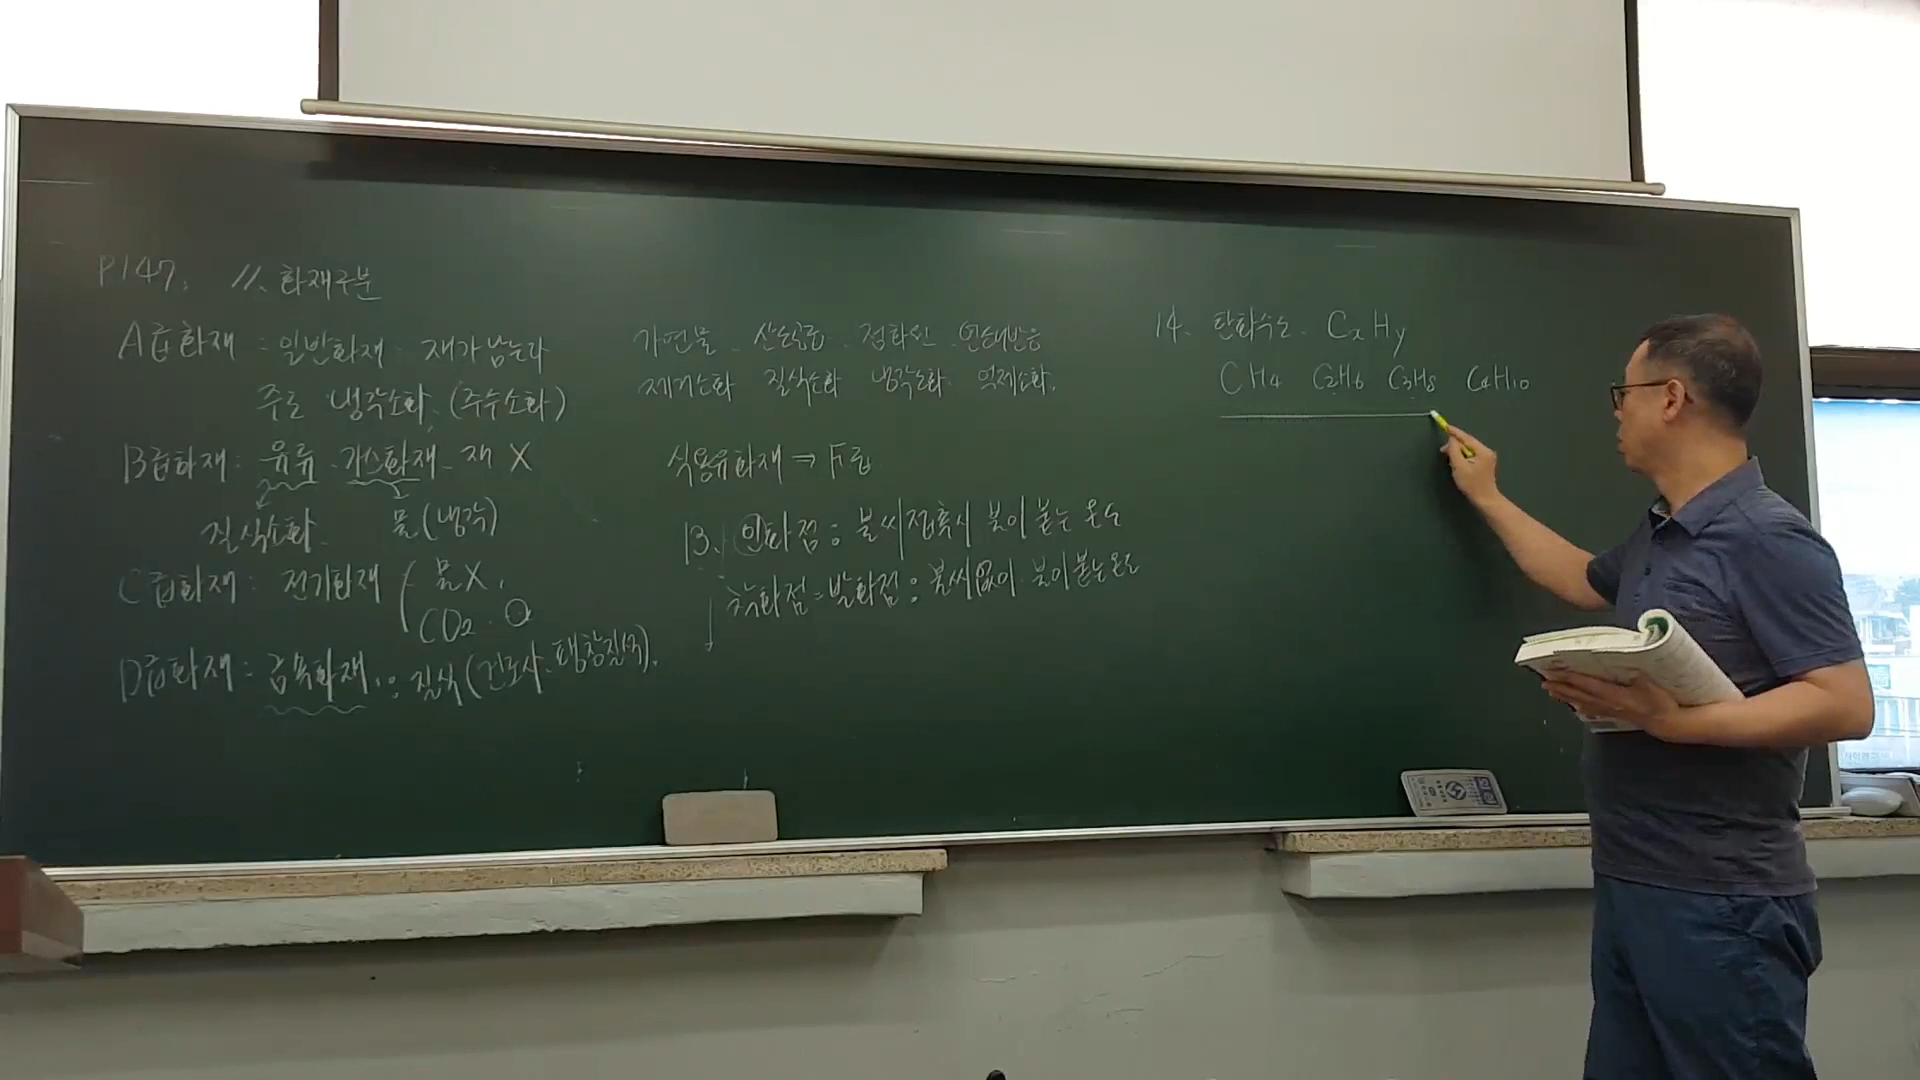 P147. 11. 화재구분
A급화재 : 일반화재 재가남는다
주로 냉각소화 (주수소화)
B급화재 : 유류 . 가스화재 . 재 X
질식소화 물(냉각)
C급화재 : 전기화재 물X .
CO2 . O
D급화재 : 금속화재 . : 질식(건조사, 팽창질석).
가연물 산소공급 점화원 연쇄반응
제거소화 질식소화 냉각소화 억제소화.
식용유화재 ⇒ F급
13. 인화점 : 불씨접촉시 불이 붙는 온도
착화점 = 발화점 : 불씨없이 불이붙는온도
14. 탄화수소 . CxHy
CH4 C2H6 C3H8 C4H10